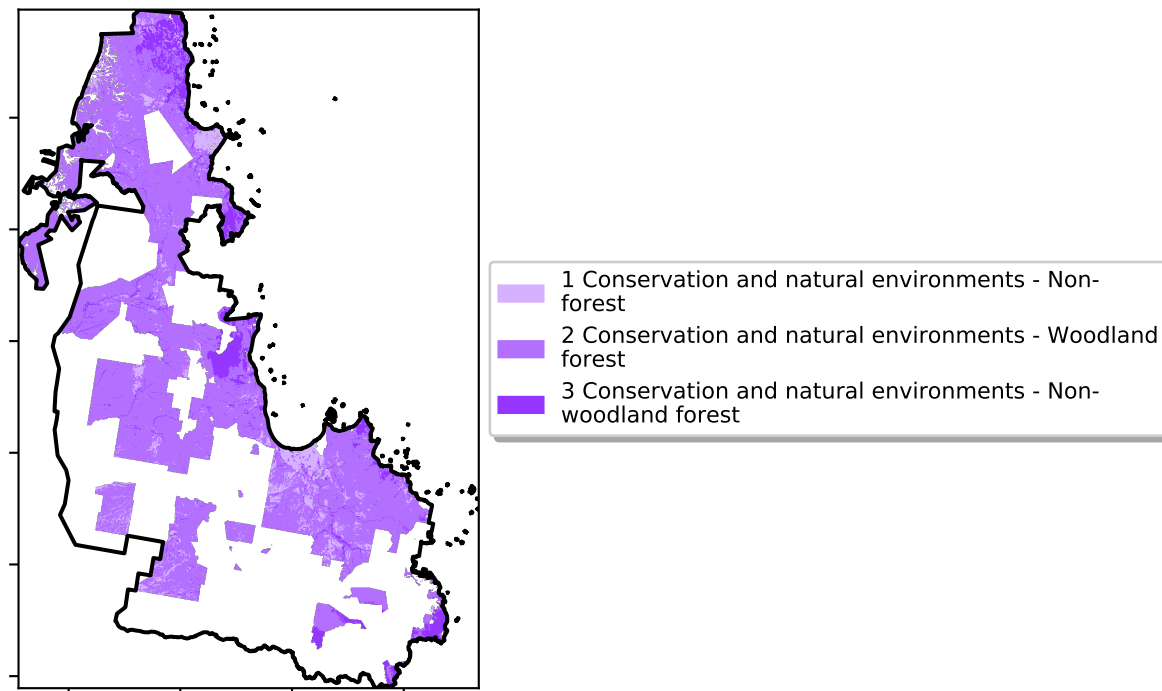 1 Conservation and natural environments - Non-
forest
2 Conservation and natural environments - Woodland
forest
3 Conservation and natural environments - Non-
woodland forest